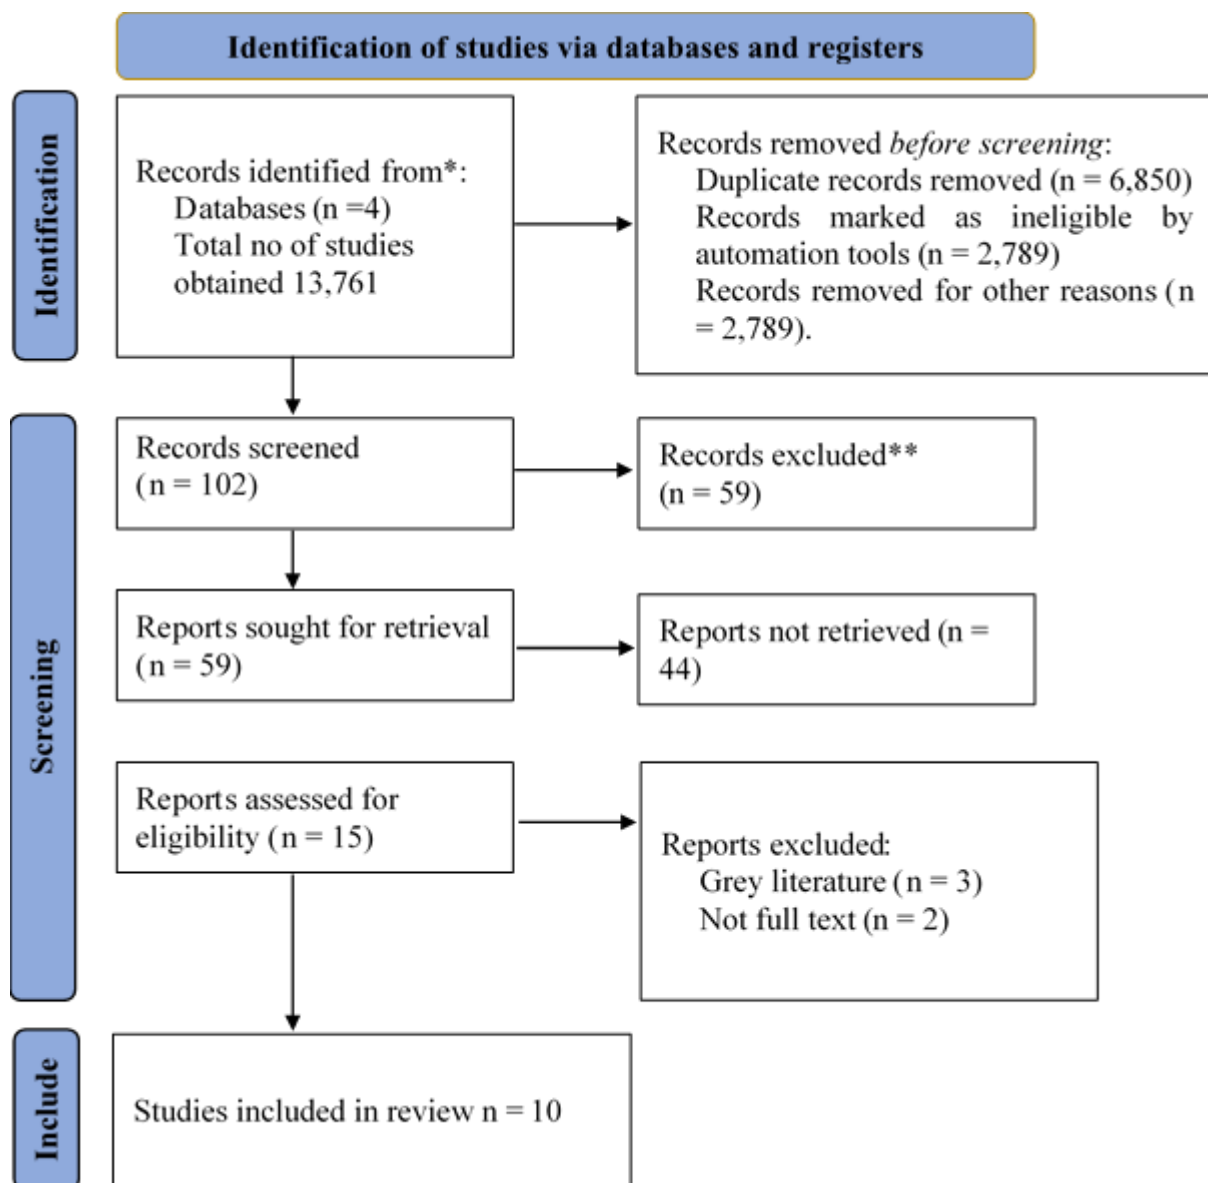 Identification of studies via databases and registers
Identification
Records identified from*:
Databases (n =4)
Total no of studies
obtained 13,761
Records removed before screening:
Duplicate records removed (n = 6,850)
Records marked as ineligible by
automation tools (n = 2,789)
Records removed for other reasons (n
= 2,789).
Screening
Records screened
(n = 102)
Records excluded**
(n = 59)
Reports sought for retrieval
(n = 59)
Reports not retrieved (n =
44)
Reports assessed for
eligibility (n = 15)
Reports excluded:
Grey literature (n = 3)
Not full text (n = 2)
Include
Studies included in review n = 10